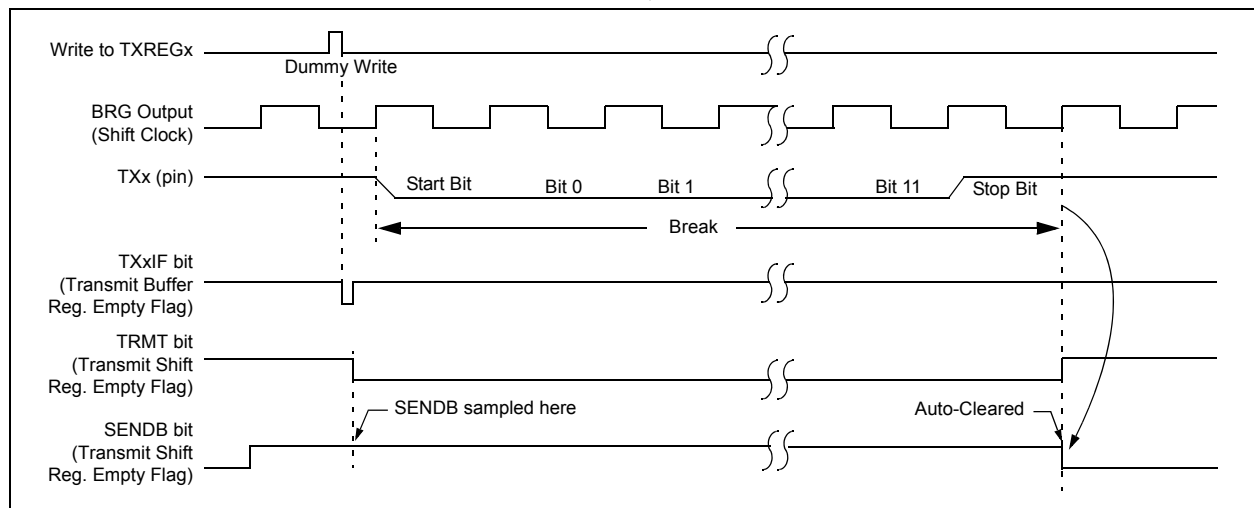 Write to TXREGx
Dummy Write
BRG Output
(Shift Clock)
TXx (pin)
Start Bit
Bit 0
Bit 1
Bit 11
Stop Bit
Break
TXxIF bit
(Transmit Buffer
Reg. Empty Flag)
TRMT bit
(Transmit Shift
Reg. Empty Flag)
SENDB sampled here
Auto-Cleared
SENDB bit
(Transmit Shift
Reg. Empty Flag)